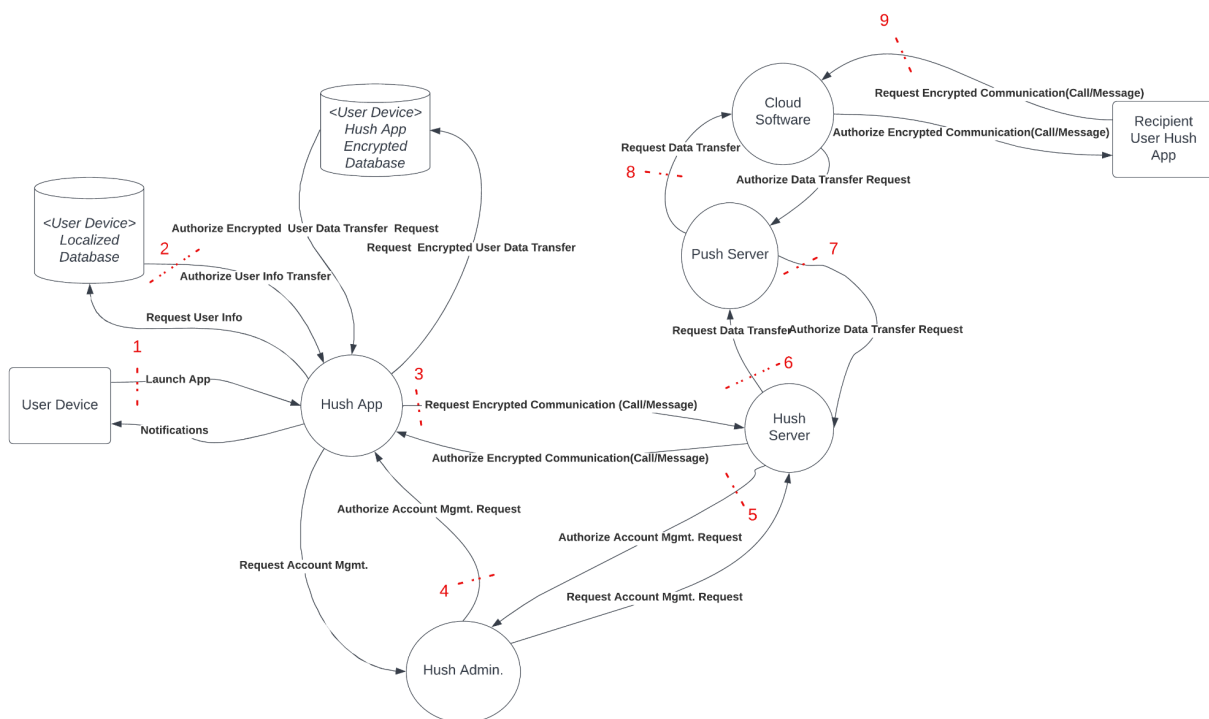 9
Request Encrypted Communication(Call/Message)
Cloud
Software
Authorize Encrypted Communication(Call/Message)
Recipient
User Hush
App
<User Device>
Hush App
Encrypted
Database
Request Data Transfer
8
Authorize Data Transfer Request
<User Device>
Localized
Database
2
Authorize Encrypted  User Data Transfer  Request
Request  Encrypted User Data Transfer
Authorize User Info Transfer
Push Server
7
Request User Info
Request Data Transfer
Authorize Data Transfer Request
1
Launch App
User Device
Notifications
Hush App
3
Request Encrypted Communication (Call/Message)
6
Hush
Server
Authorize Encrypted Communication(Call/Message)
Authorize Account Mgmt. Request
5
Authorize Account Mgmt. Request
Request Account Mgmt.
4
Request Account Mgmt. Request
Hush Admin.